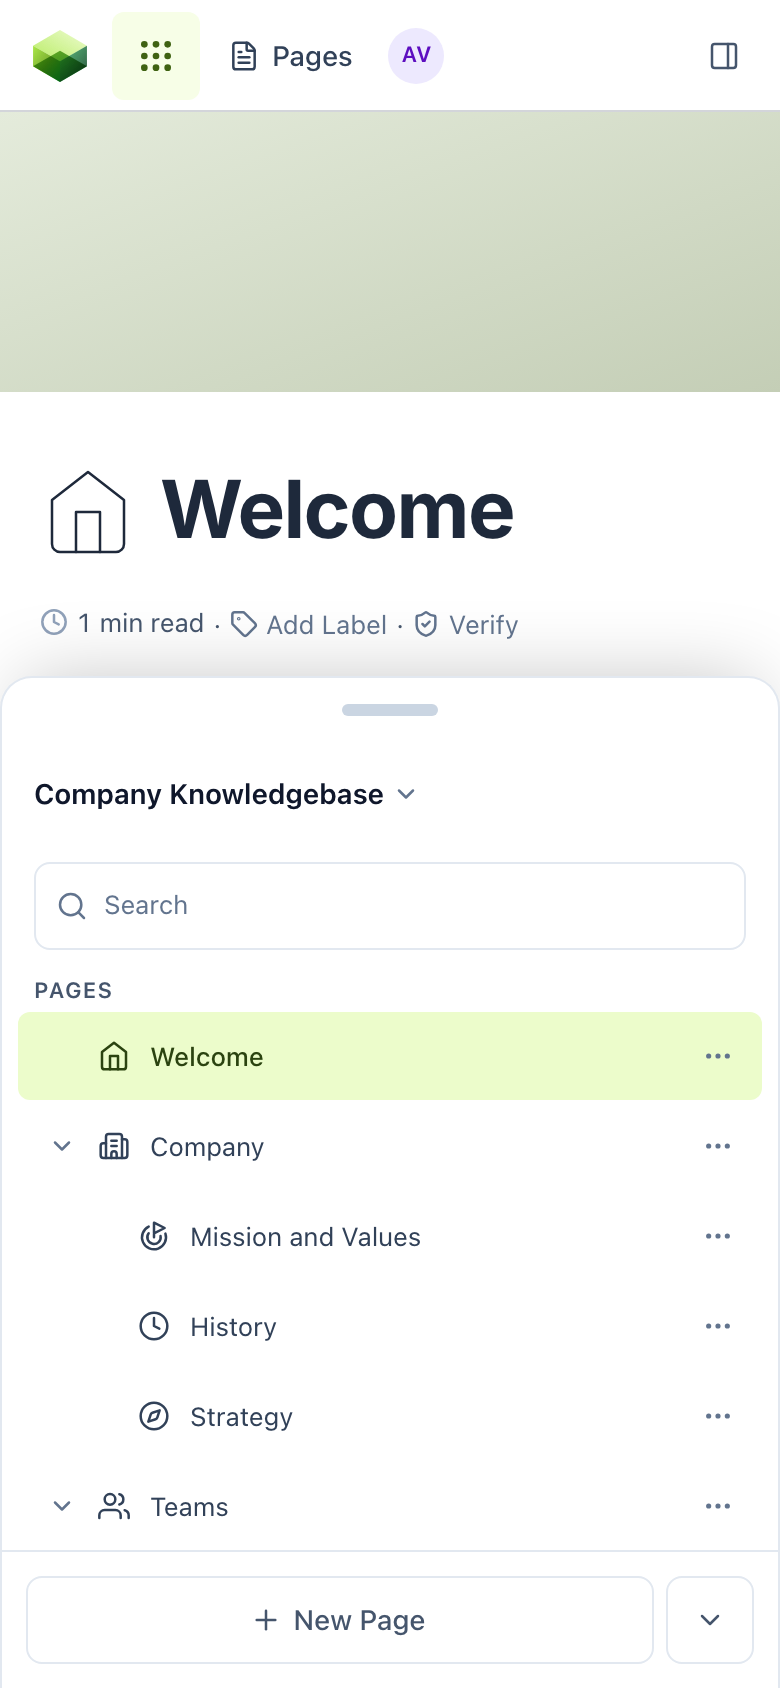 Pages AV
Welcome
1 min read · Add Label · Verify
Company Knowledgebase
Search
PAGES
Welcome
Company
Mission and Values
History
Strategy
Teams
New Page